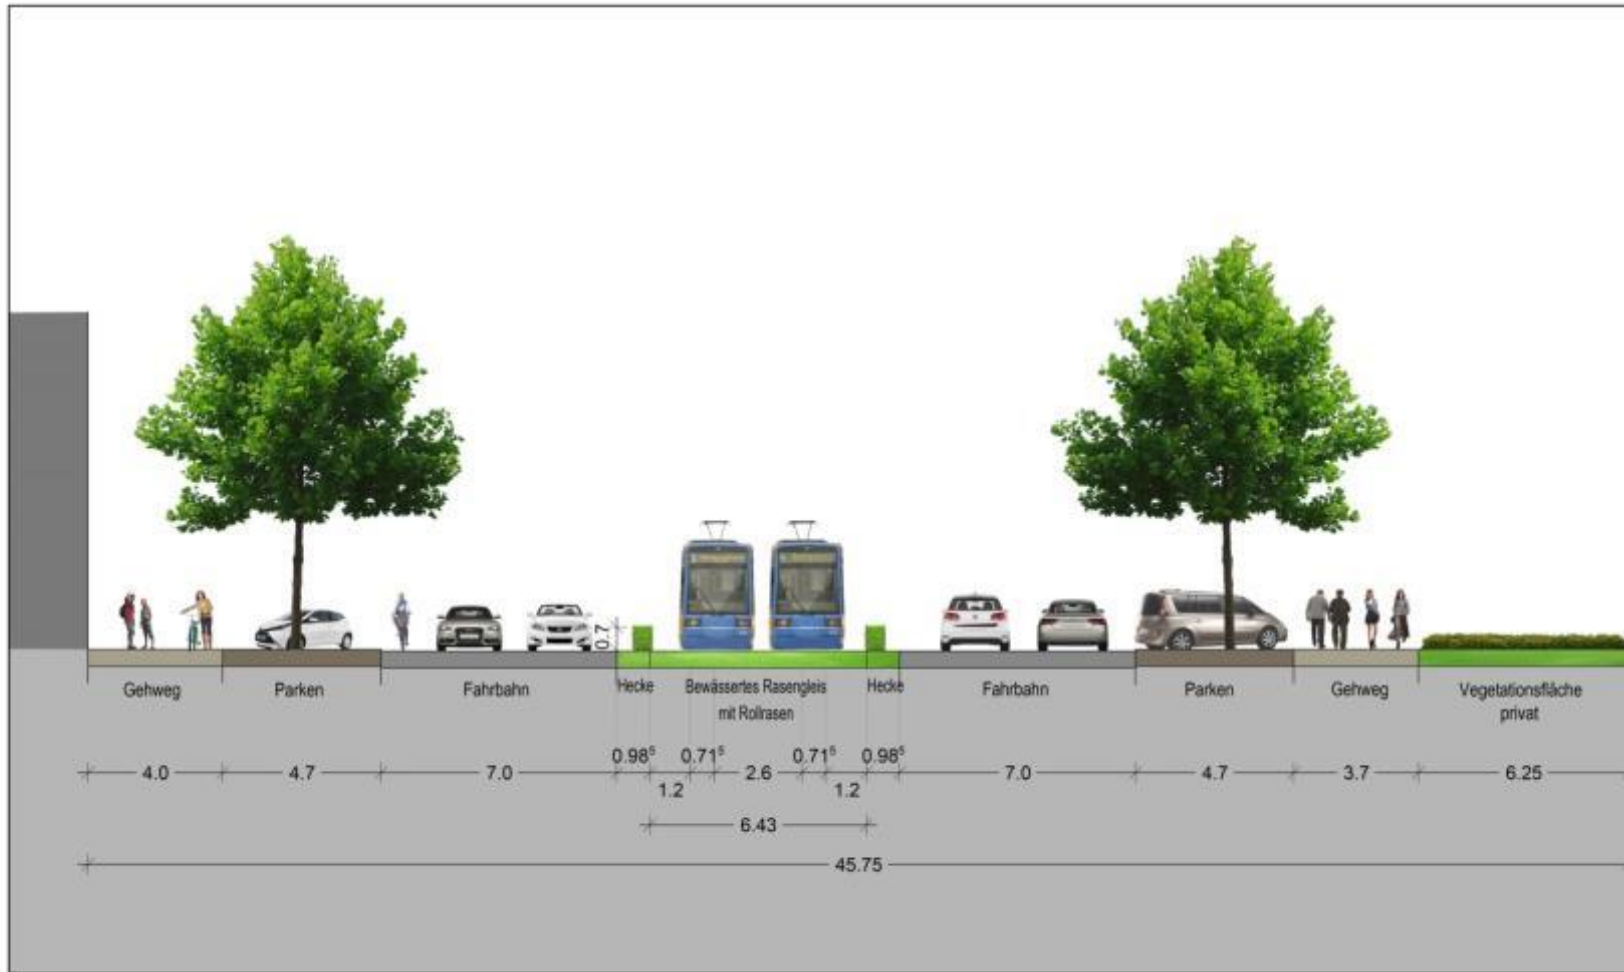 0.7
Gehweg Parken Fahrbahn Hecke Bewässertes Rasengleis Hecke Fahrbahn Parken Gehweg Vegetationsfläche
mit Rollrasen privat
0.98⁵ 0.71⁵ 0.71⁵ 0.98⁵
4.0 4.7 7.0 2.6 7.0 4.7 3.7 6.25
1.2 1.2
6.43
45.75